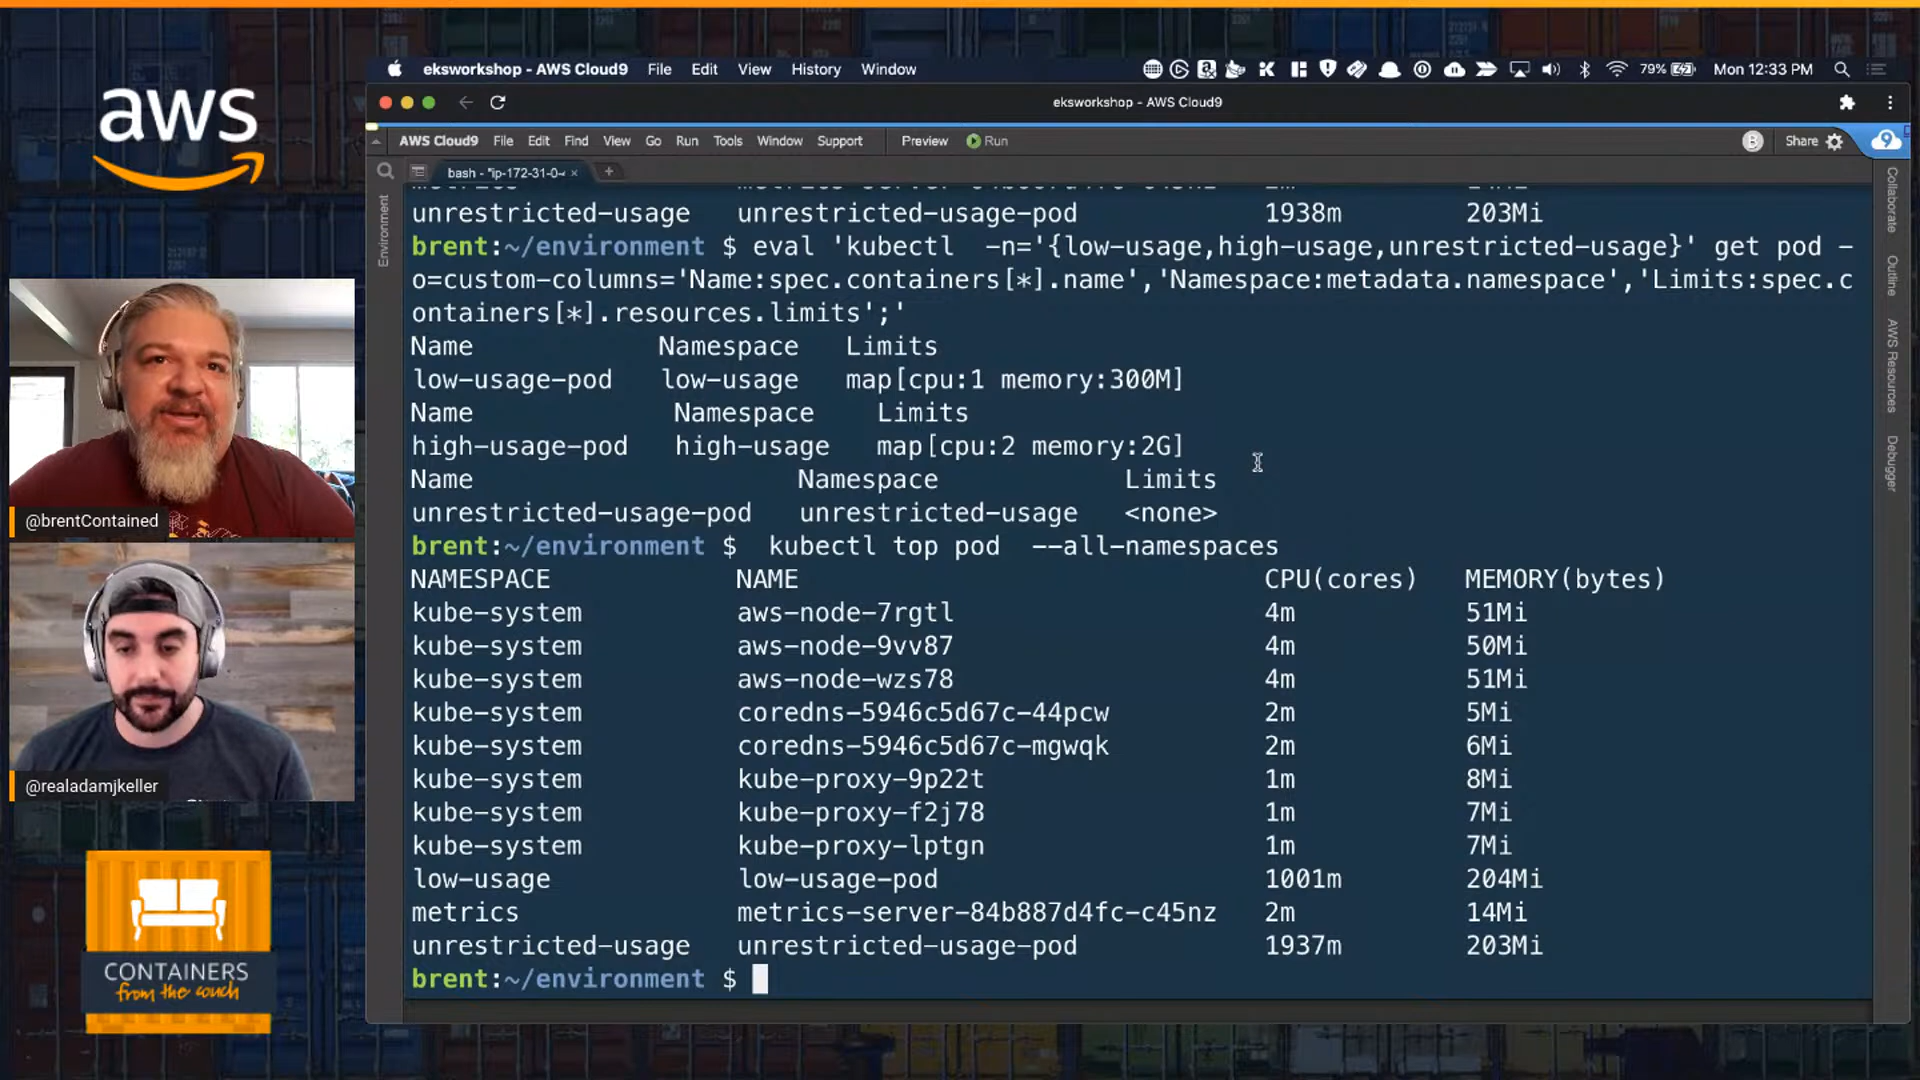 aws
@brentContained
@realadamjkeller
CONTAINERS
from the couch
eksworkshop - AWS Cloud9 File Edit View History Window 79% Mon 12:33 PM
eksworkshop - AWS Cloud9
AWS Cloud9 File Edit Find View Go Run Tools Window Support Preview Run B Share 9
bash - "ip-172-31-0- × +
Environment
Collaborate
Outline
AWS Resources
Debugger
unrestricted-usage unrestricted-usage-pod 1938m 203Mi
brent:~/environment $ eval 'kubectl -n='{low-usage,high-usage,unrestricted-usage}' get pod -
o=custom-columns='Name:spec.containers[*].name','Namespace:metadata.namespace','Limits:spec.c
ontainers[*].resources.limits';'
Name Namespace Limits
low-usage-pod low-usage map[cpu:1 memory:300M]
Name Namespace Limits
high-usage-pod high-usage map[cpu:2 memory:2G]
Name Namespace Limits
unrestricted-usage-pod unrestricted-usage <none>
brent:~/environment $ kubectl top pod --all-namespaces
NAMESPACE NAME CPU(cores) MEMORY(bytes)
kube-system aws-node-7rgtl 4m 51Mi
kube-system aws-node-9vv87 4m 50Mi
kube-system aws-node-wzs78 4m 51Mi
kube-system coredns-5946c5d67c-44pcw 2m 5Mi
kube-system coredns-5946c5d67c-mgwqk 2m 6Mi
kube-system kube-proxy-9p22t 1m 8Mi
kube-system kube-proxy-f2j78 1m 7Mi
kube-system kube-proxy-lptgn 1m 7Mi
low-usage low-usage-pod 1001m 204Mi
metrics metrics-server-84b887d4fc-c45nz 2m 14Mi
unrestricted-usage unrestricted-usage-pod 1937m 203Mi
brent:~/environment $